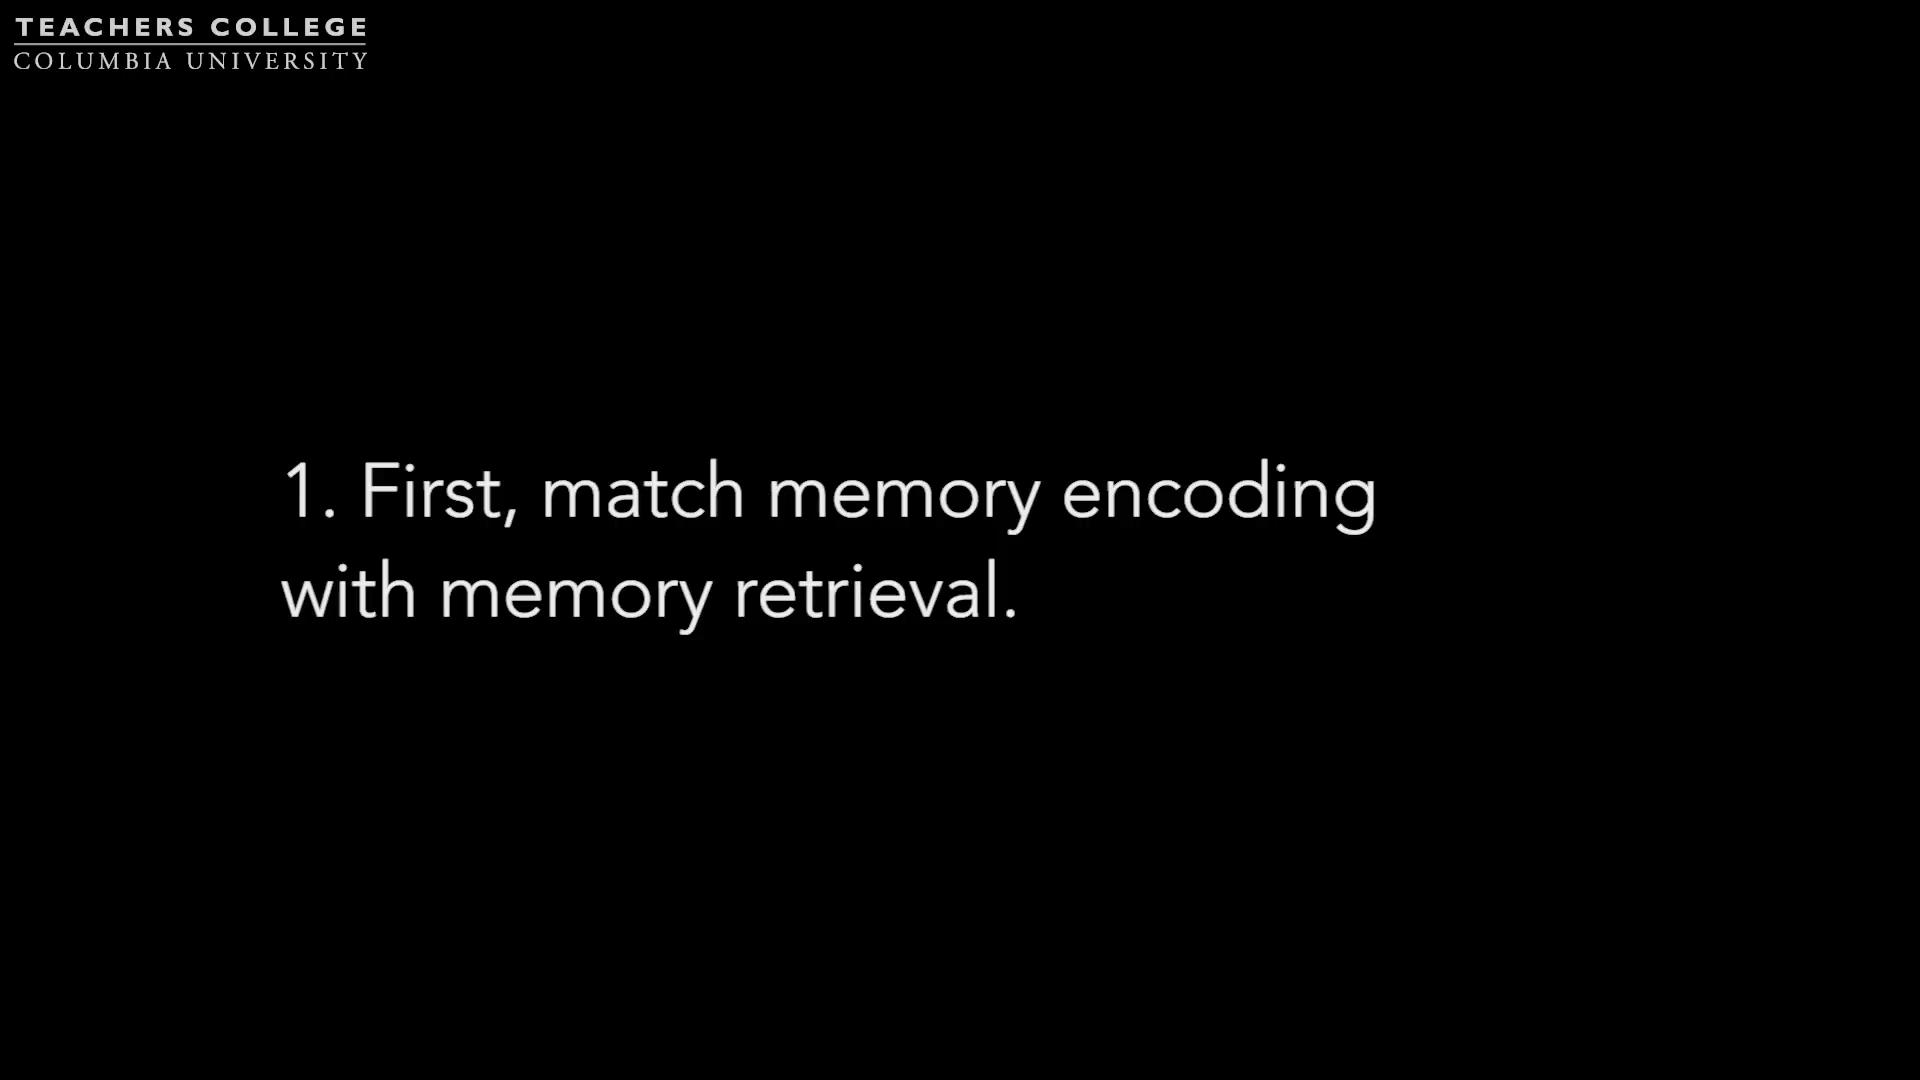 TEACHERS COLLEGE
COLUMBIA UNIVERSITY
1. First, match memory encoding
with memory retrieval.